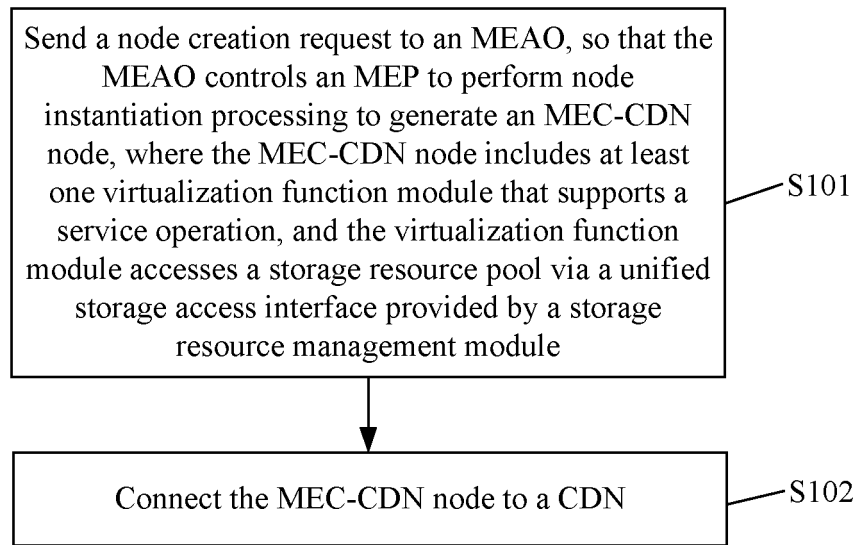 Send a node creation request to an MEAO, so that the
MEAO controls an MEP to perform node
instantiation processing to generate an MEC-CDN
node, where the MEC-CDN node includes at least
one virtualization function module that supports a
service operation, and the virtualization function
module accesses a storage resource pool via a unified
storage access interface provided by a storage
resource management module
S101
Connect the MEC-CDN node to a CDN
S102